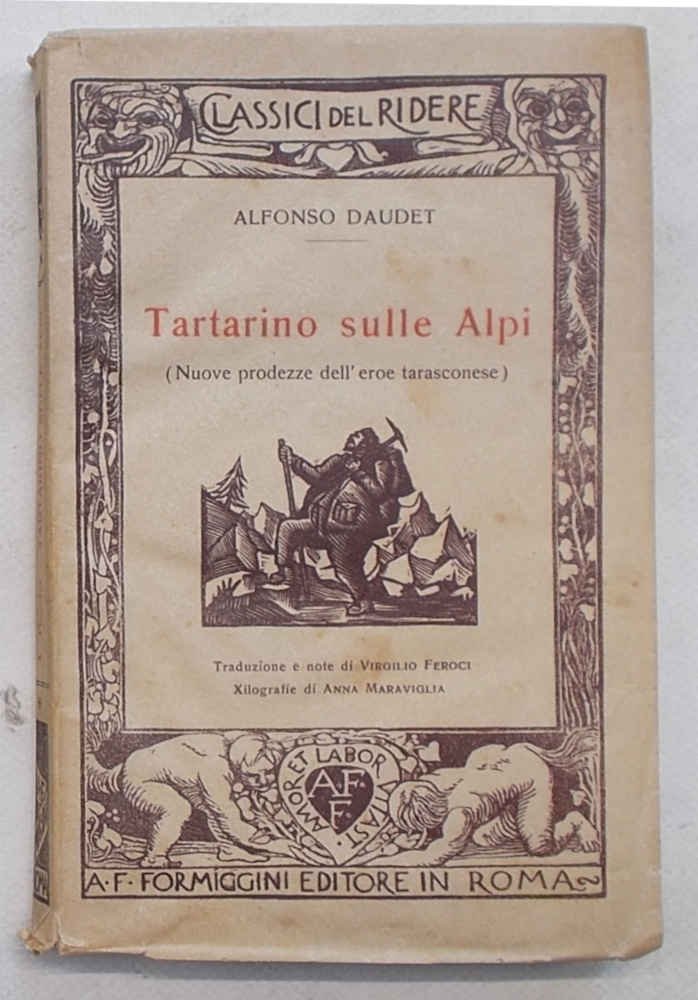 CLASSICI DEL RIDERE
ALFONSO DAUDET
Tartarino sulle Alpi
(Nuove prodezze dell'eroe tarasconese)
Traduzione e note di VIRGILIO FEROCI
Xilografie di ANNA MARAVIGLIA
AMOR ET LABOR VITAST
A·F·
F·
A·F·FORMIGGINI EDITORE IN ROMA